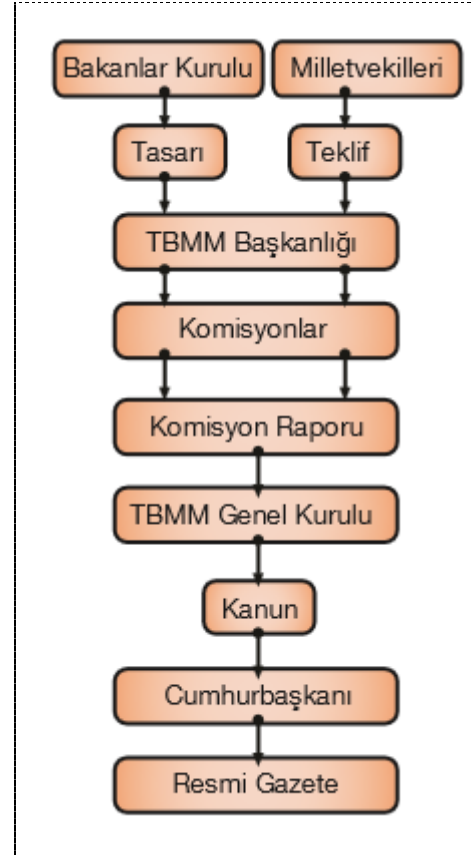 Bakanlar Kurulu
Milletvekilleri
Tasarı
Teklif
TBMM Başkanlığı
Komisyonlar
Komisyon Raporu
TBMM Genel Kurulu
Kanun
Cumhurbaşkanı
Resmi Gazete